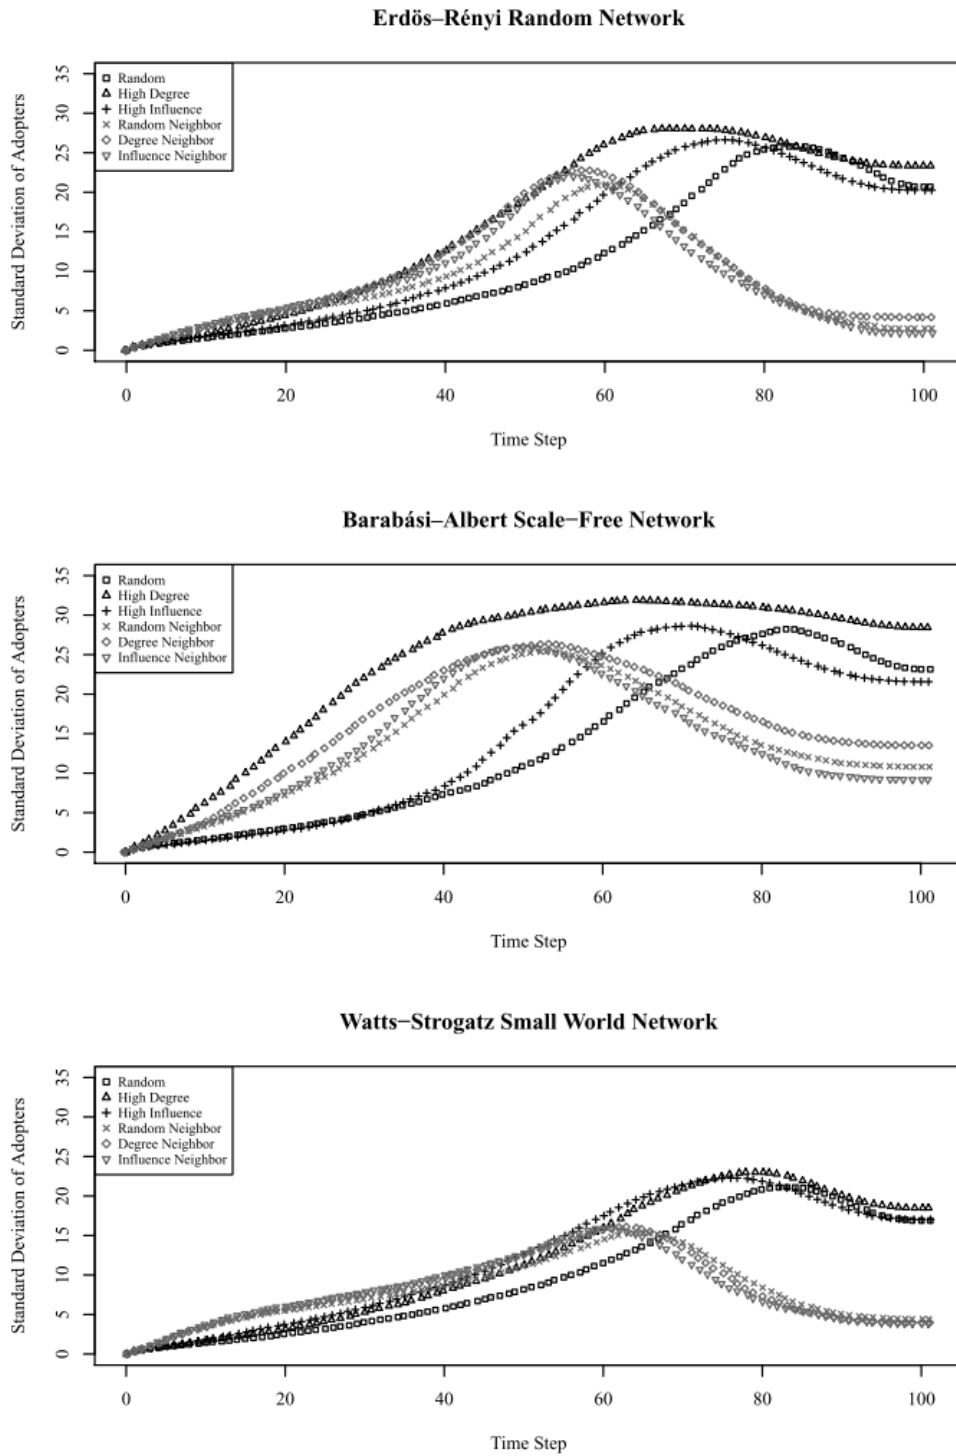 Erdös–Rényi Random Network
35
30
25
20
15
10
5
0
Standard Deviation of Adopters
Random
High Degree
High Influence
Random Neighbor
Degree Neighbor
Influence Neighbor
0 20 40 60 80 100
Time Step
Barabási–Albert Scale−Free Network
35
30
25
20
15
10
5
0
Standard Deviation of Adopters
Random
High Degree
High Influence
Random Neighbor
Degree Neighbor
Influence Neighbor
0 20 40 60 80 100
Time Step
Watts−Strogatz Small World Network
35
30
25
20
15
10
5
0
Standard Deviation of Adopters
Random
High Degree
High Influence
Random Neighbor
Degree Neighbor
Influence Neighbor
0 20 40 60 80 100
Time Step